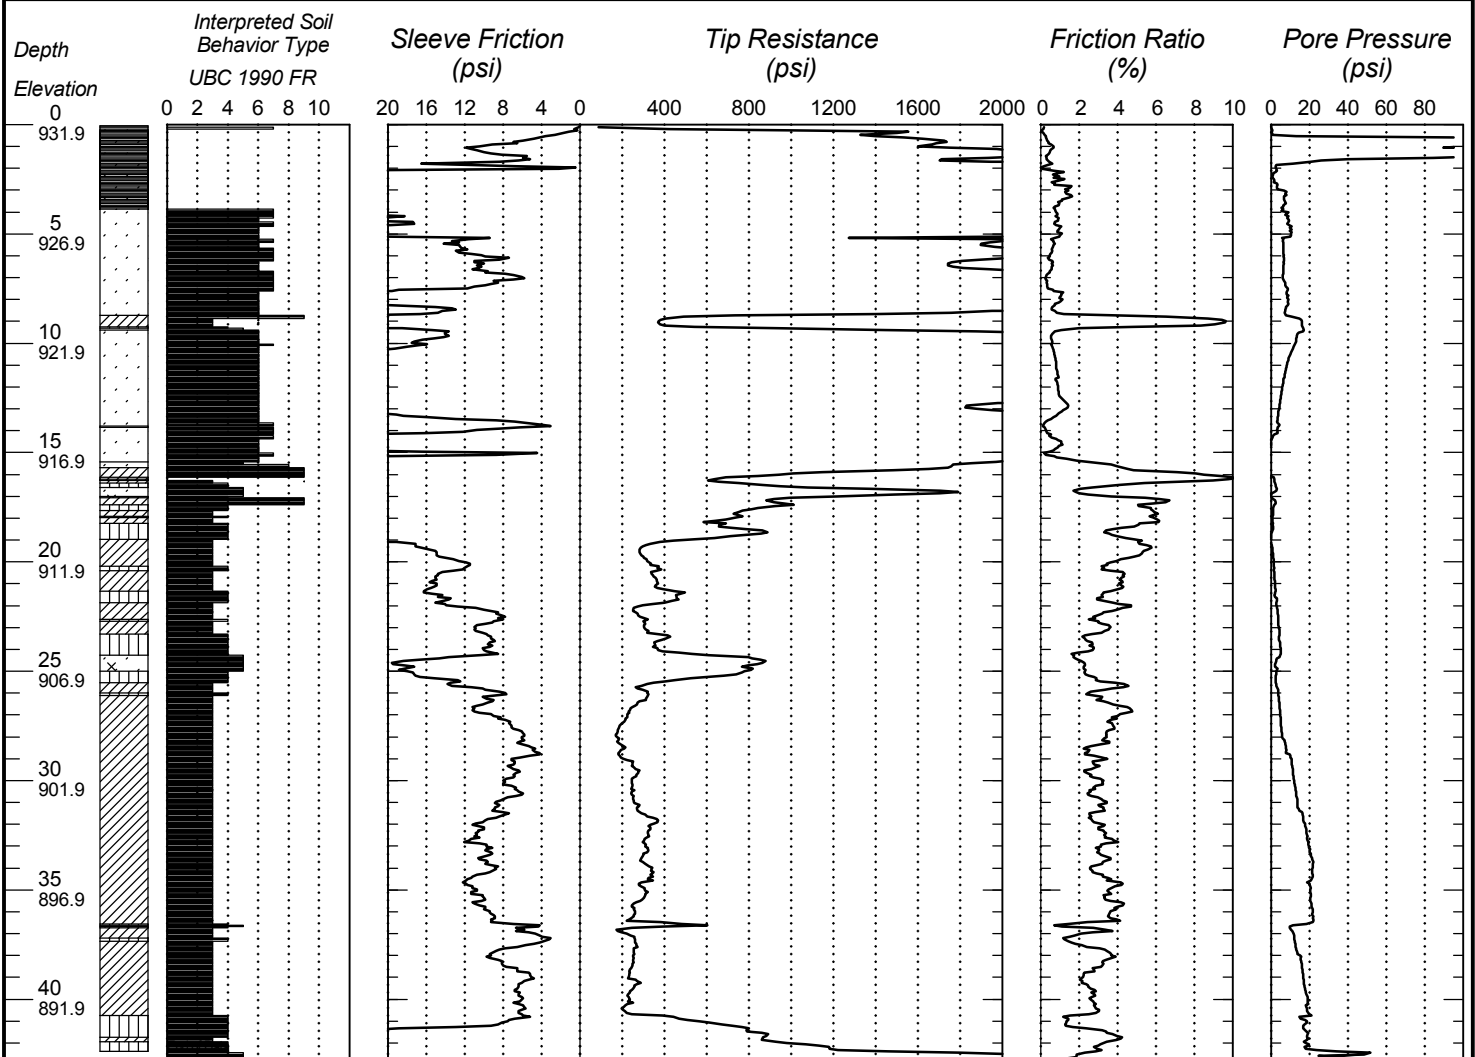 Depth
Elevation
Interpreted Soil
Behavior Type
UBC 1990 FR
Sleeve Friction
(psi)
Tip Resistance
(psi)
Friction Ratio
(%)
Pore Pressure
(psi)
0 2 4 6 8 10
20 16 12 8 4 0
400 800 1200 1600 2000
0 2 4 6 8 10
0 20 40 60 80
0
931.9
5
926.9
10
921.9
15
916.9
20
911.9
25
906.9
30
901.9
35
896.9
40
891.9